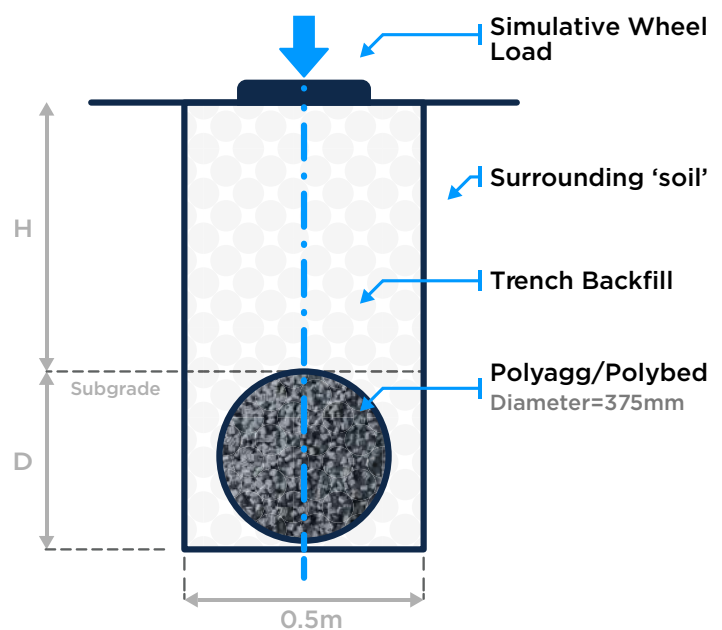 Simulative Wheel
Load
Surrounding ‘soil’
H
Trench Backfill
Polyagg/Polybed
Diameter=375mm
Subgrade
D
0.5m